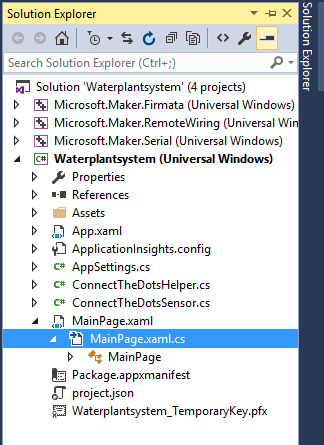 Solution Explorer
Search Solution Explorer (Ctrl+;)
Solution 'Waterplantsystem' (4 projects)
Microsoft.Maker.Firmata (Universal Windows)
Microsoft.Maker.RemoteWiring (Universal Win
Microsoft.Maker.Serial (Universal Windows)
C# Waterplantsystem (Universal Windows)
Properties
References
Assets
App.xaml
ApplicationInsights.config
C# AppSettings.cs
C# ConnectTheDotsHelper.cs
C# ConnectTheDotsSensor.cs
MainPage.xaml
MainPage.xaml.cs
MainPage
Package.appxmanifest
project.json
Waterplantsystem_TemporaryKey.pfx
Solution Explorer